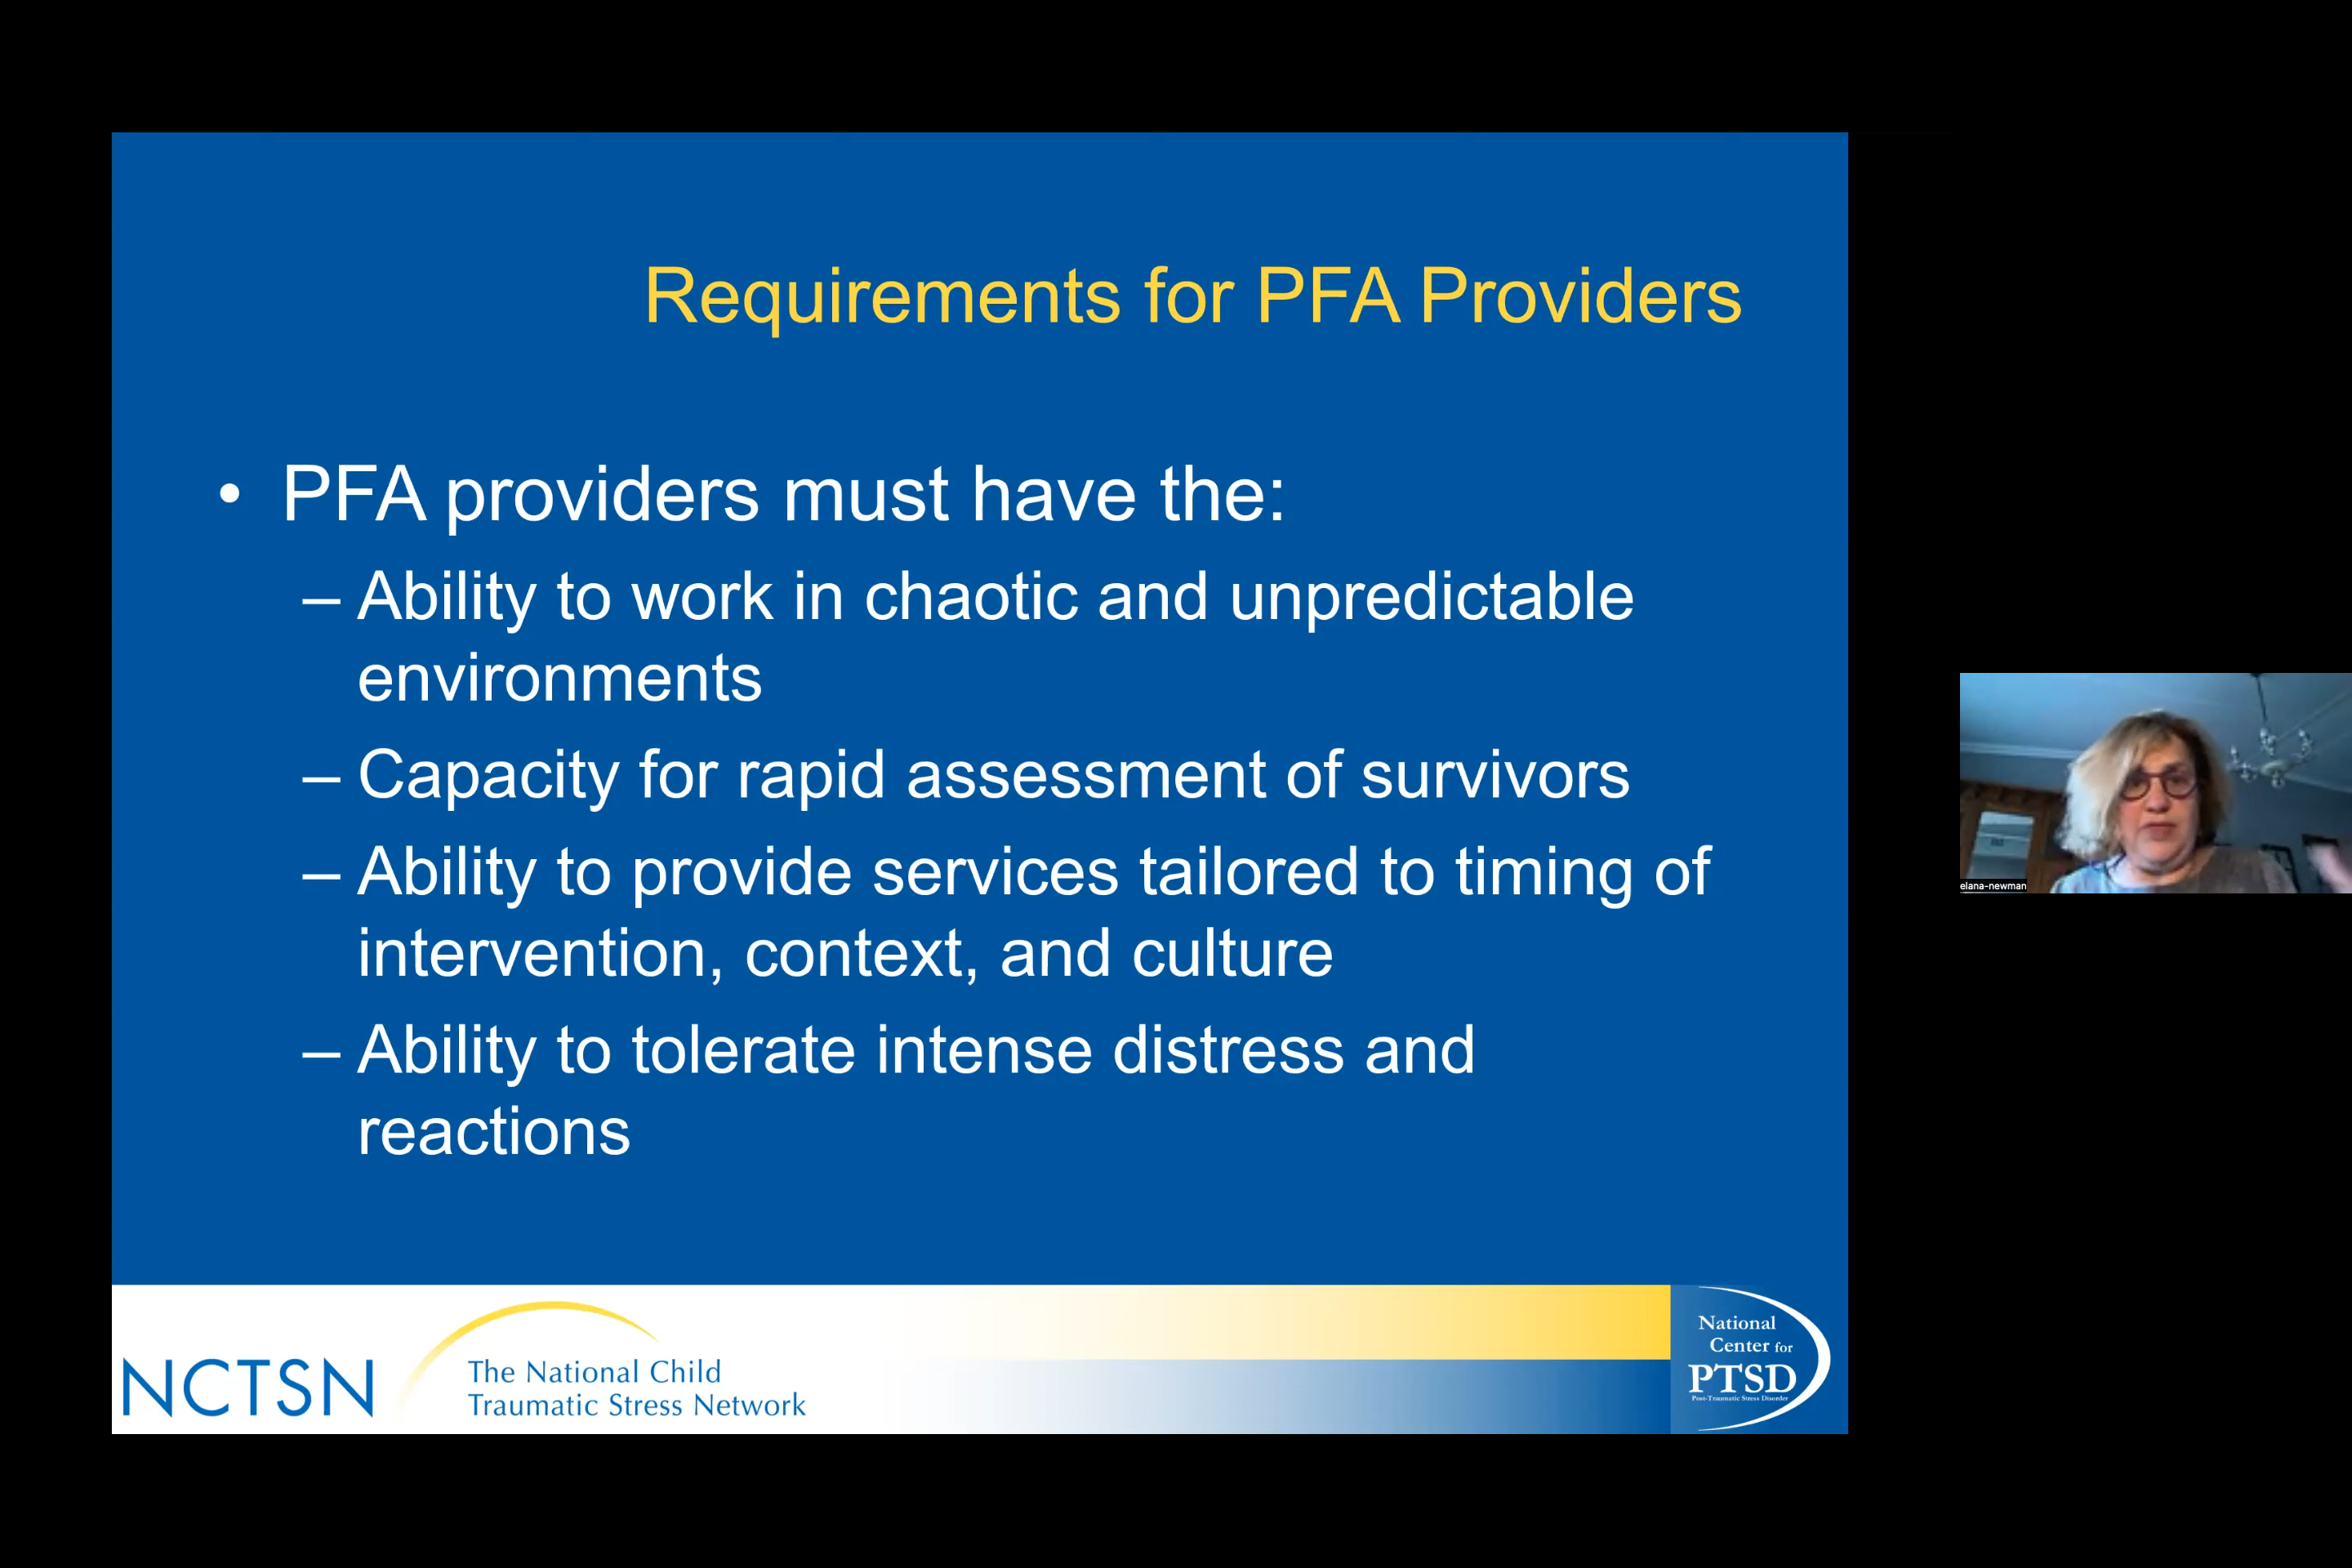 Requirements for PFA Providers
• PFA providers must have the:
– Ability to work in chaotic and unpredictable
environments
– Capacity for rapid assessment of survivors
– Ability to provide services tailored to timing of
intervention, context, and culture
– Ability to tolerate intense distress and
reactions
elana-newman
NCTSN
The National Child
Traumatic Stress Network
National
Center for
PTSD
Post-Traumatic Stress Disorder